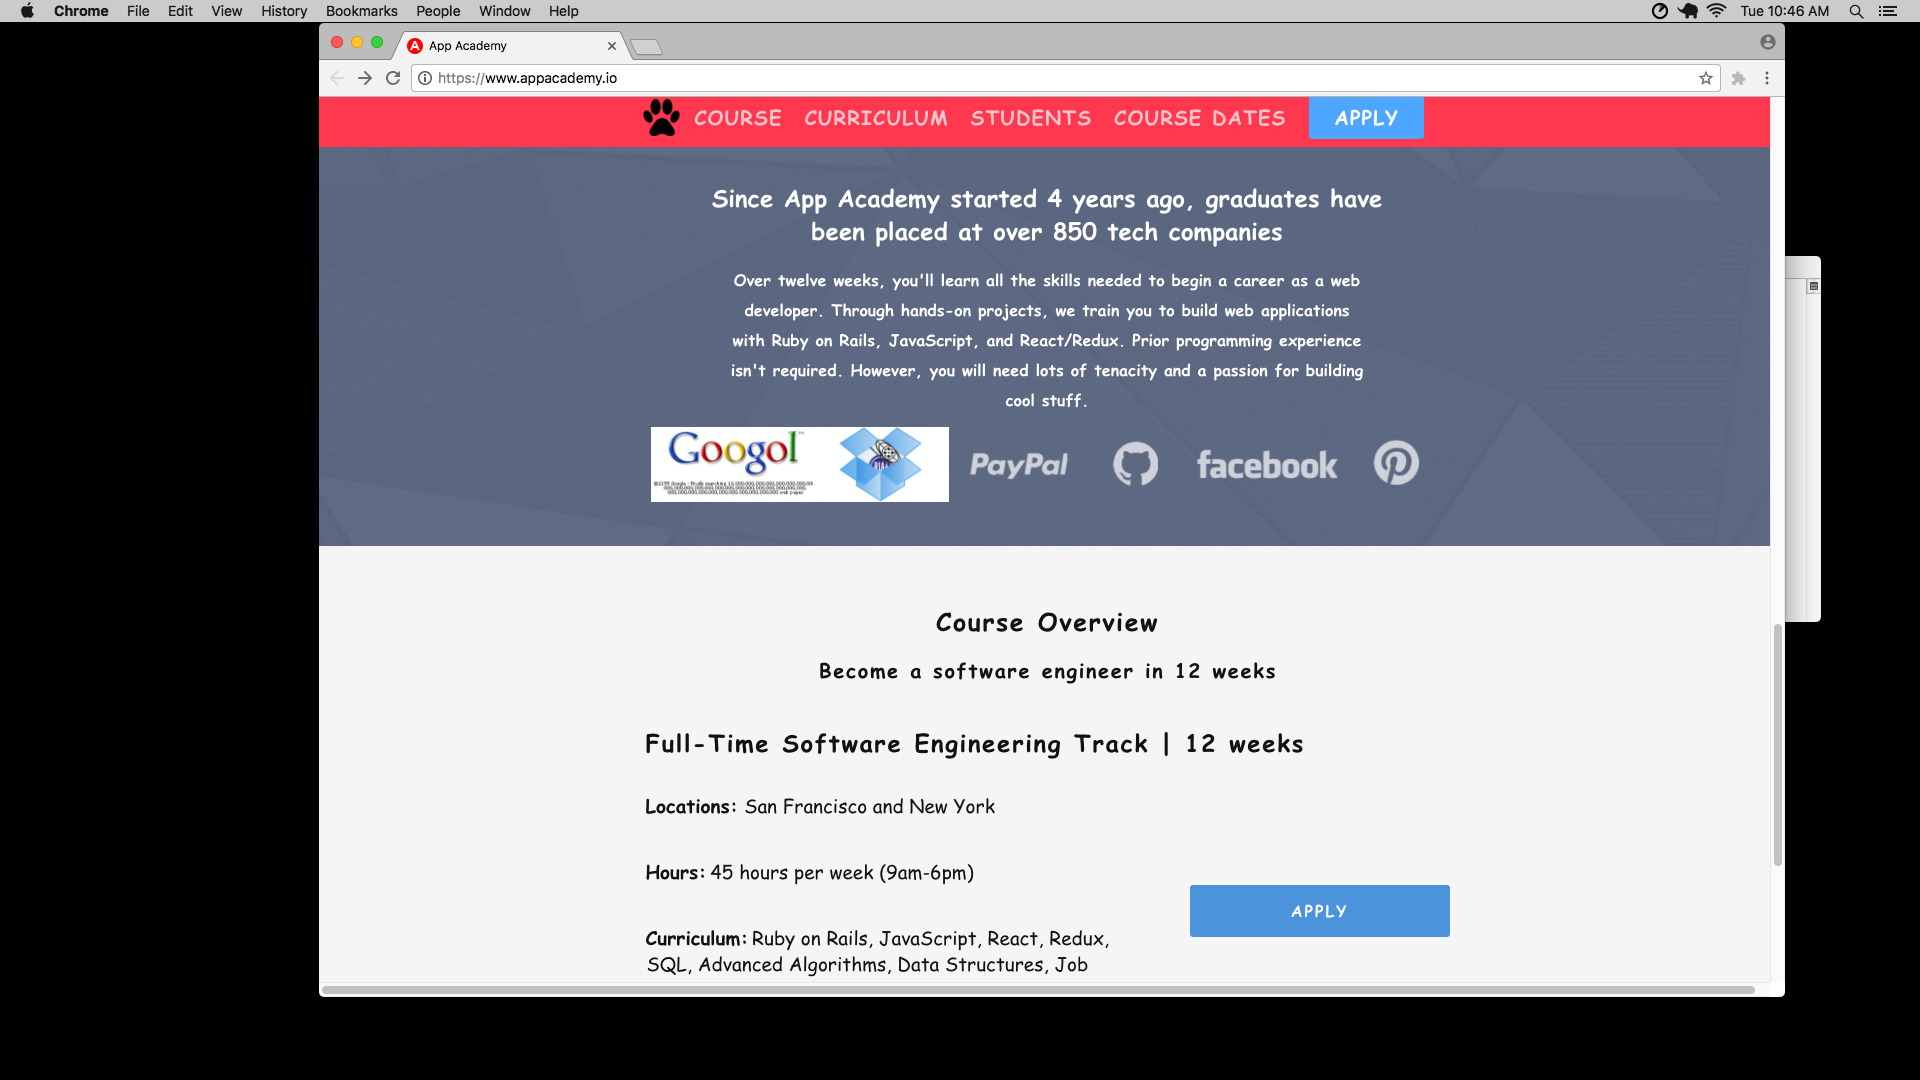 Chrome File Edit View History Bookmarks People Window Help Tue 10:46 AM
App Academy
https://www.appacademy.io
COURSE CURRICULUM STUDENTS COURSE DATES APPLY
Since App Academy started 4 years ago, graduates have
been placed at over 850 tech companies
Over twelve weeks, you'll learn all the skills needed to begin a career as a web
developer. Through hands-on projects, we train you to build web applications
with Ruby on Rails, JavaScript, and React/Redux. Prior programming experience
isn't required. However, you will need lots of tenacity and a passion for building
cool stuff.
Googol PayPal facebook
Course Overview
Become a software engineer in 12 weeks
Full-Time Software Engineering Track | 12 weeks
Locations: San Francisco and New York
Hours: 45 hours per week (9am-6pm)
APPLY
Curriculum: Ruby on Rails, JavaScript, React, Redux,
SQL, Advanced Algorithms, Data Structures, Job